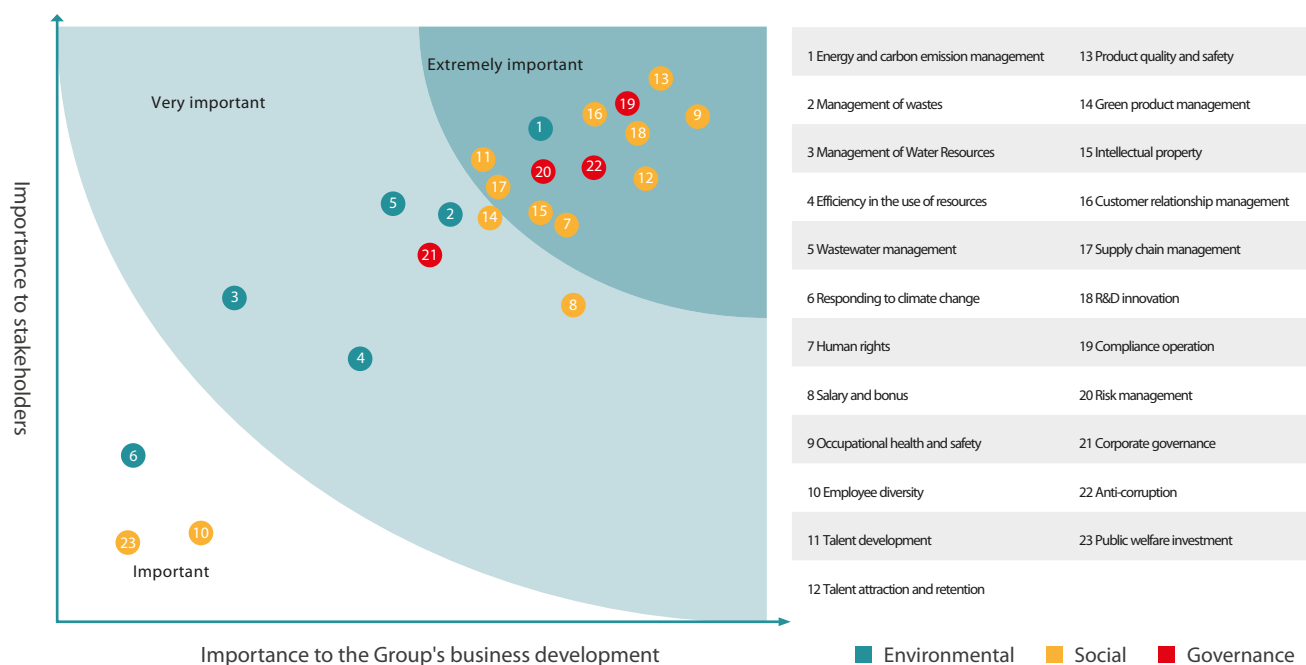 Extremely important
Very important
13
19
16
9
1
18
11
20
22
12
17
5
2
14
15
7
21
3
8
4
6
23
10
Important
Importance to stakeholders
Importance to the Group's business development
1 Energy and carbon emission management
13 Product quality and safety
2 Management of wastes
14 Green product management
3 Management of Water Resources
15 Intellectual property
4 Efficiency in the use of resources
16 Customer relationship management
5 Wastewater management
17 Supply chain management
6 Responding to climate change
18 R&D innovation
7 Human rights
19 Compliance operation
8 Salary and bonus
20 Risk management
9 Occupational health and safety
21 Corporate governance
10 Employee diversity
22 Anti-corruption
11 Talent development
23 Public welfare investment
12 Talent attraction and retention
Environmental
Social
Governance